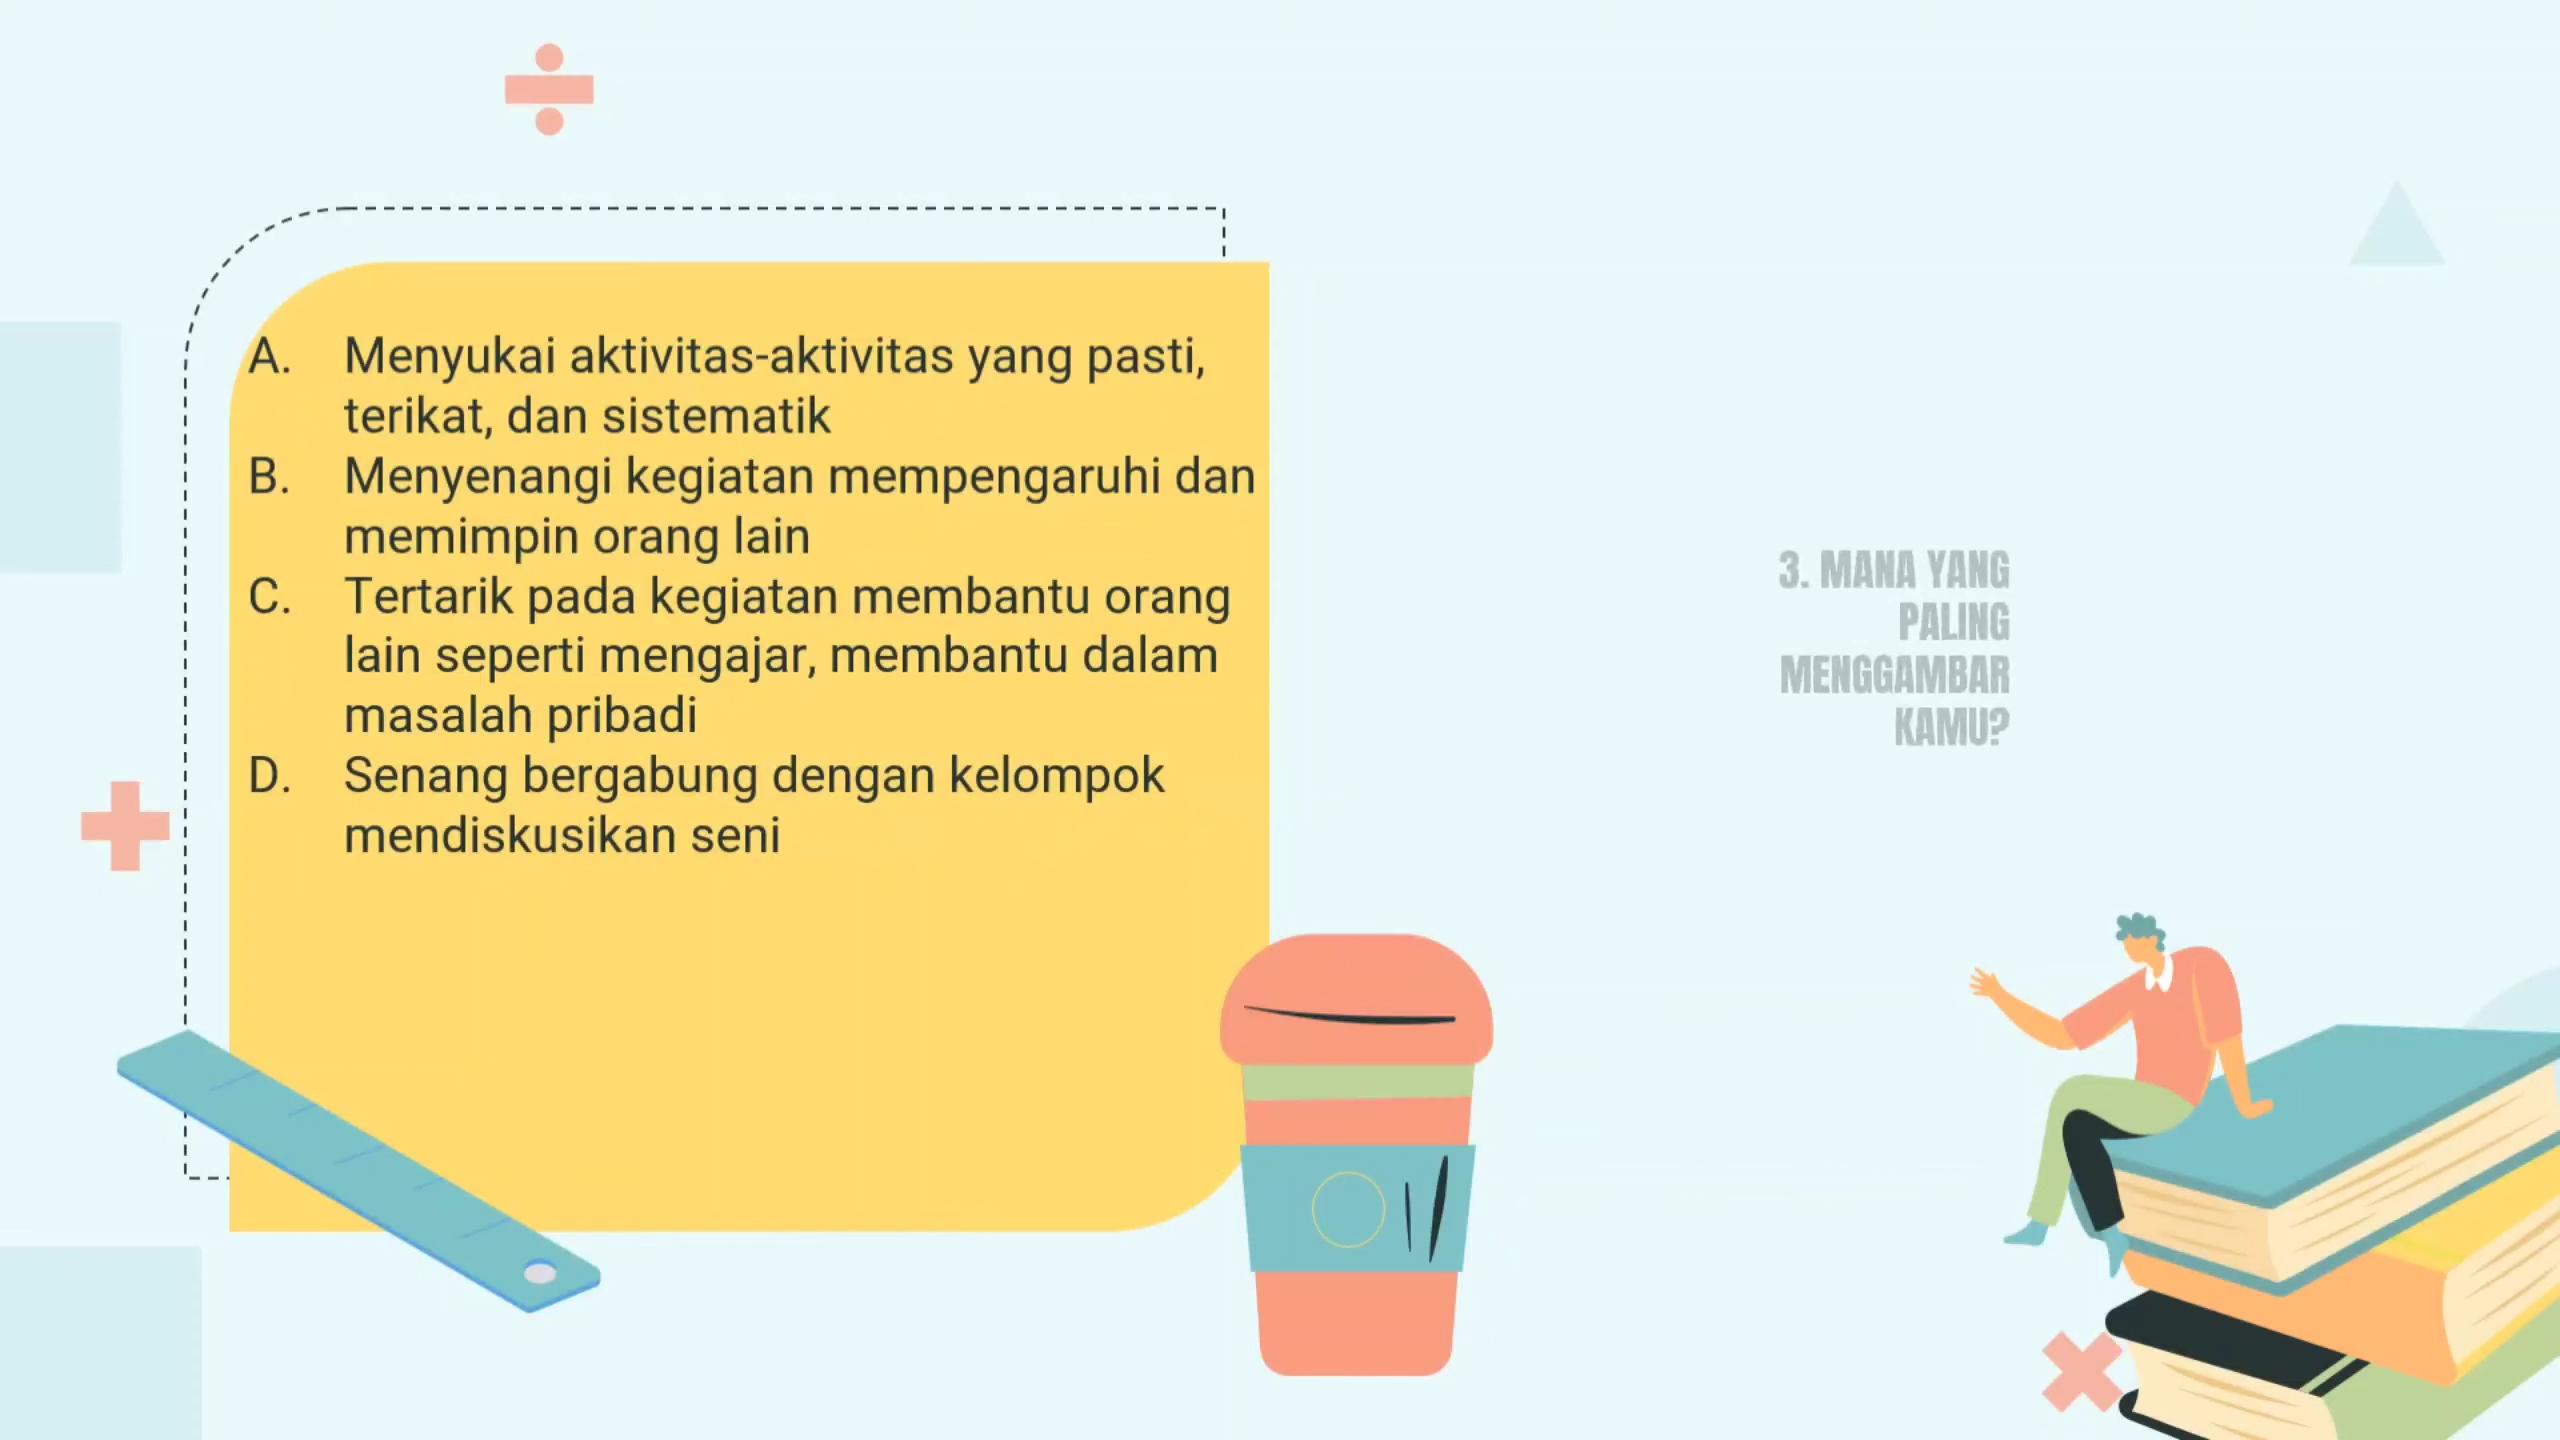 A. Menyukai aktivitas-aktivitas yang pasti,
terikat, dan sistematik
B. Menyenangi kegiatan mempengaruhi dan
memimpin orang lain
C. Tertarik pada kegiatan membantu orang
lain seperti mengajar, membantu dalam
masalah pribadi
D. Senang bergabung dengan kelompok
mendiskusikan seni
3. MANA YANG
PALING
MENGGAMBAR
KAMU?